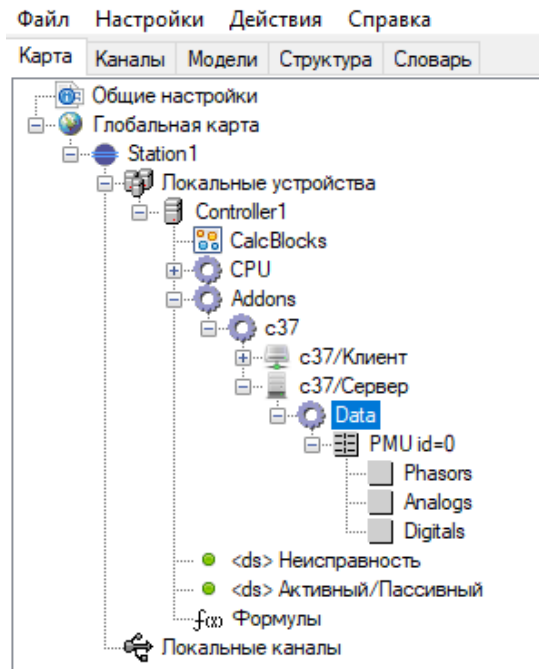 Файл Настройки Действия Справка
Карта Каналы Модели Структура Словарь
Общие настройки
Глобальная карта
Station1
Локальные устройства
Controller1
CalcBlocks
CPU
Addons
c37
c37/Клиент
c37/Сервер
Data
PMU id=0
Phasors
Analogs
Digitals
<ds> Неисправность
<ds> Активный/Пассивный
f(x) Формулы
Локальные каналы